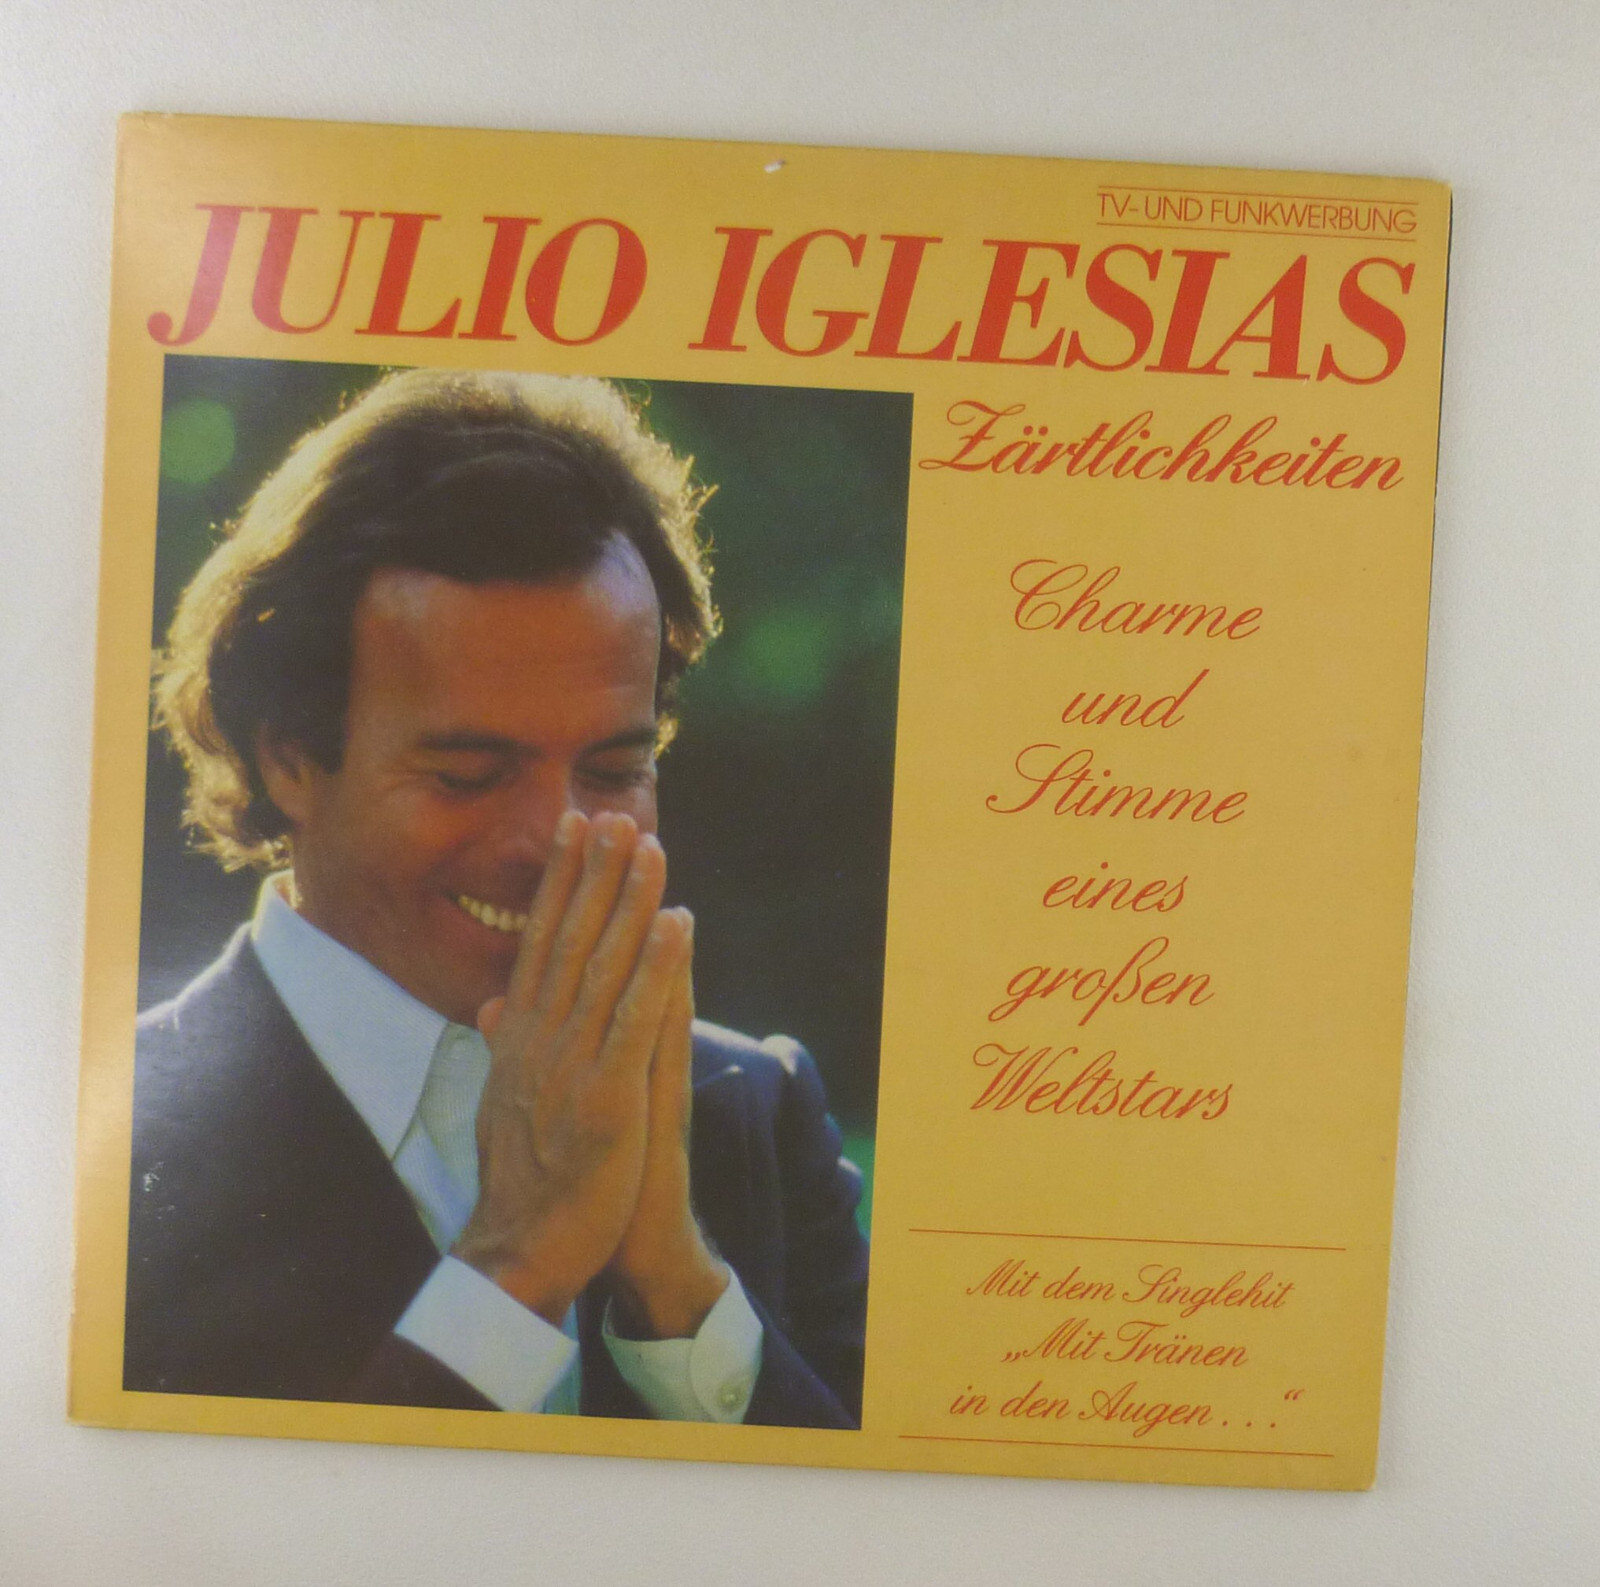 TV-UND FUNKWERBUNG
JULIO IGLESIAS
Zärtlichkeiten
Charme
und
Stimme
eines
großen
Weltstars
Mit dem Singlehit
„Mit Tränen
in den Augen...“